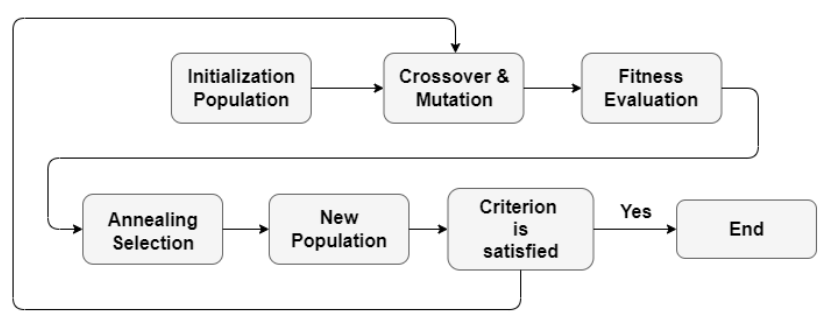 Initialization
Population
Crossover &
Mutation
Fitness
Evaluation
Annealing
Selection
New
Population
Criterion
is
satisfied
Yes
End